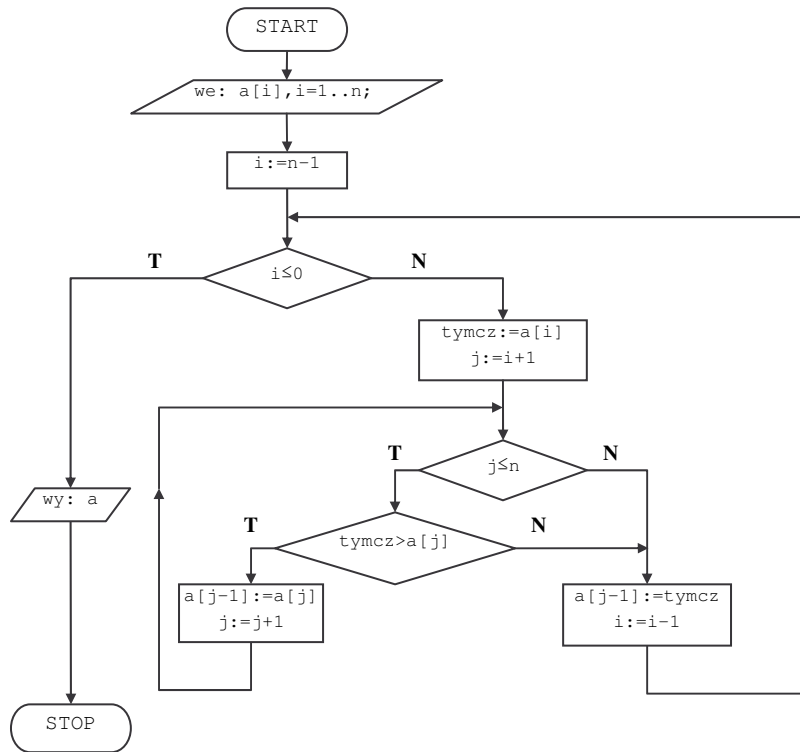 START
we: a[i],i=1..n;
i:=n-1
T
N
i≤0
tymcz:=a[i]
j:=i+1
T
N
j≤n
wy: a
T
N
tymcz>a[j]
a[j-1]:=a[j]
j:=j+1
a[j-1]:=tymcz
i:=i-1
STOP